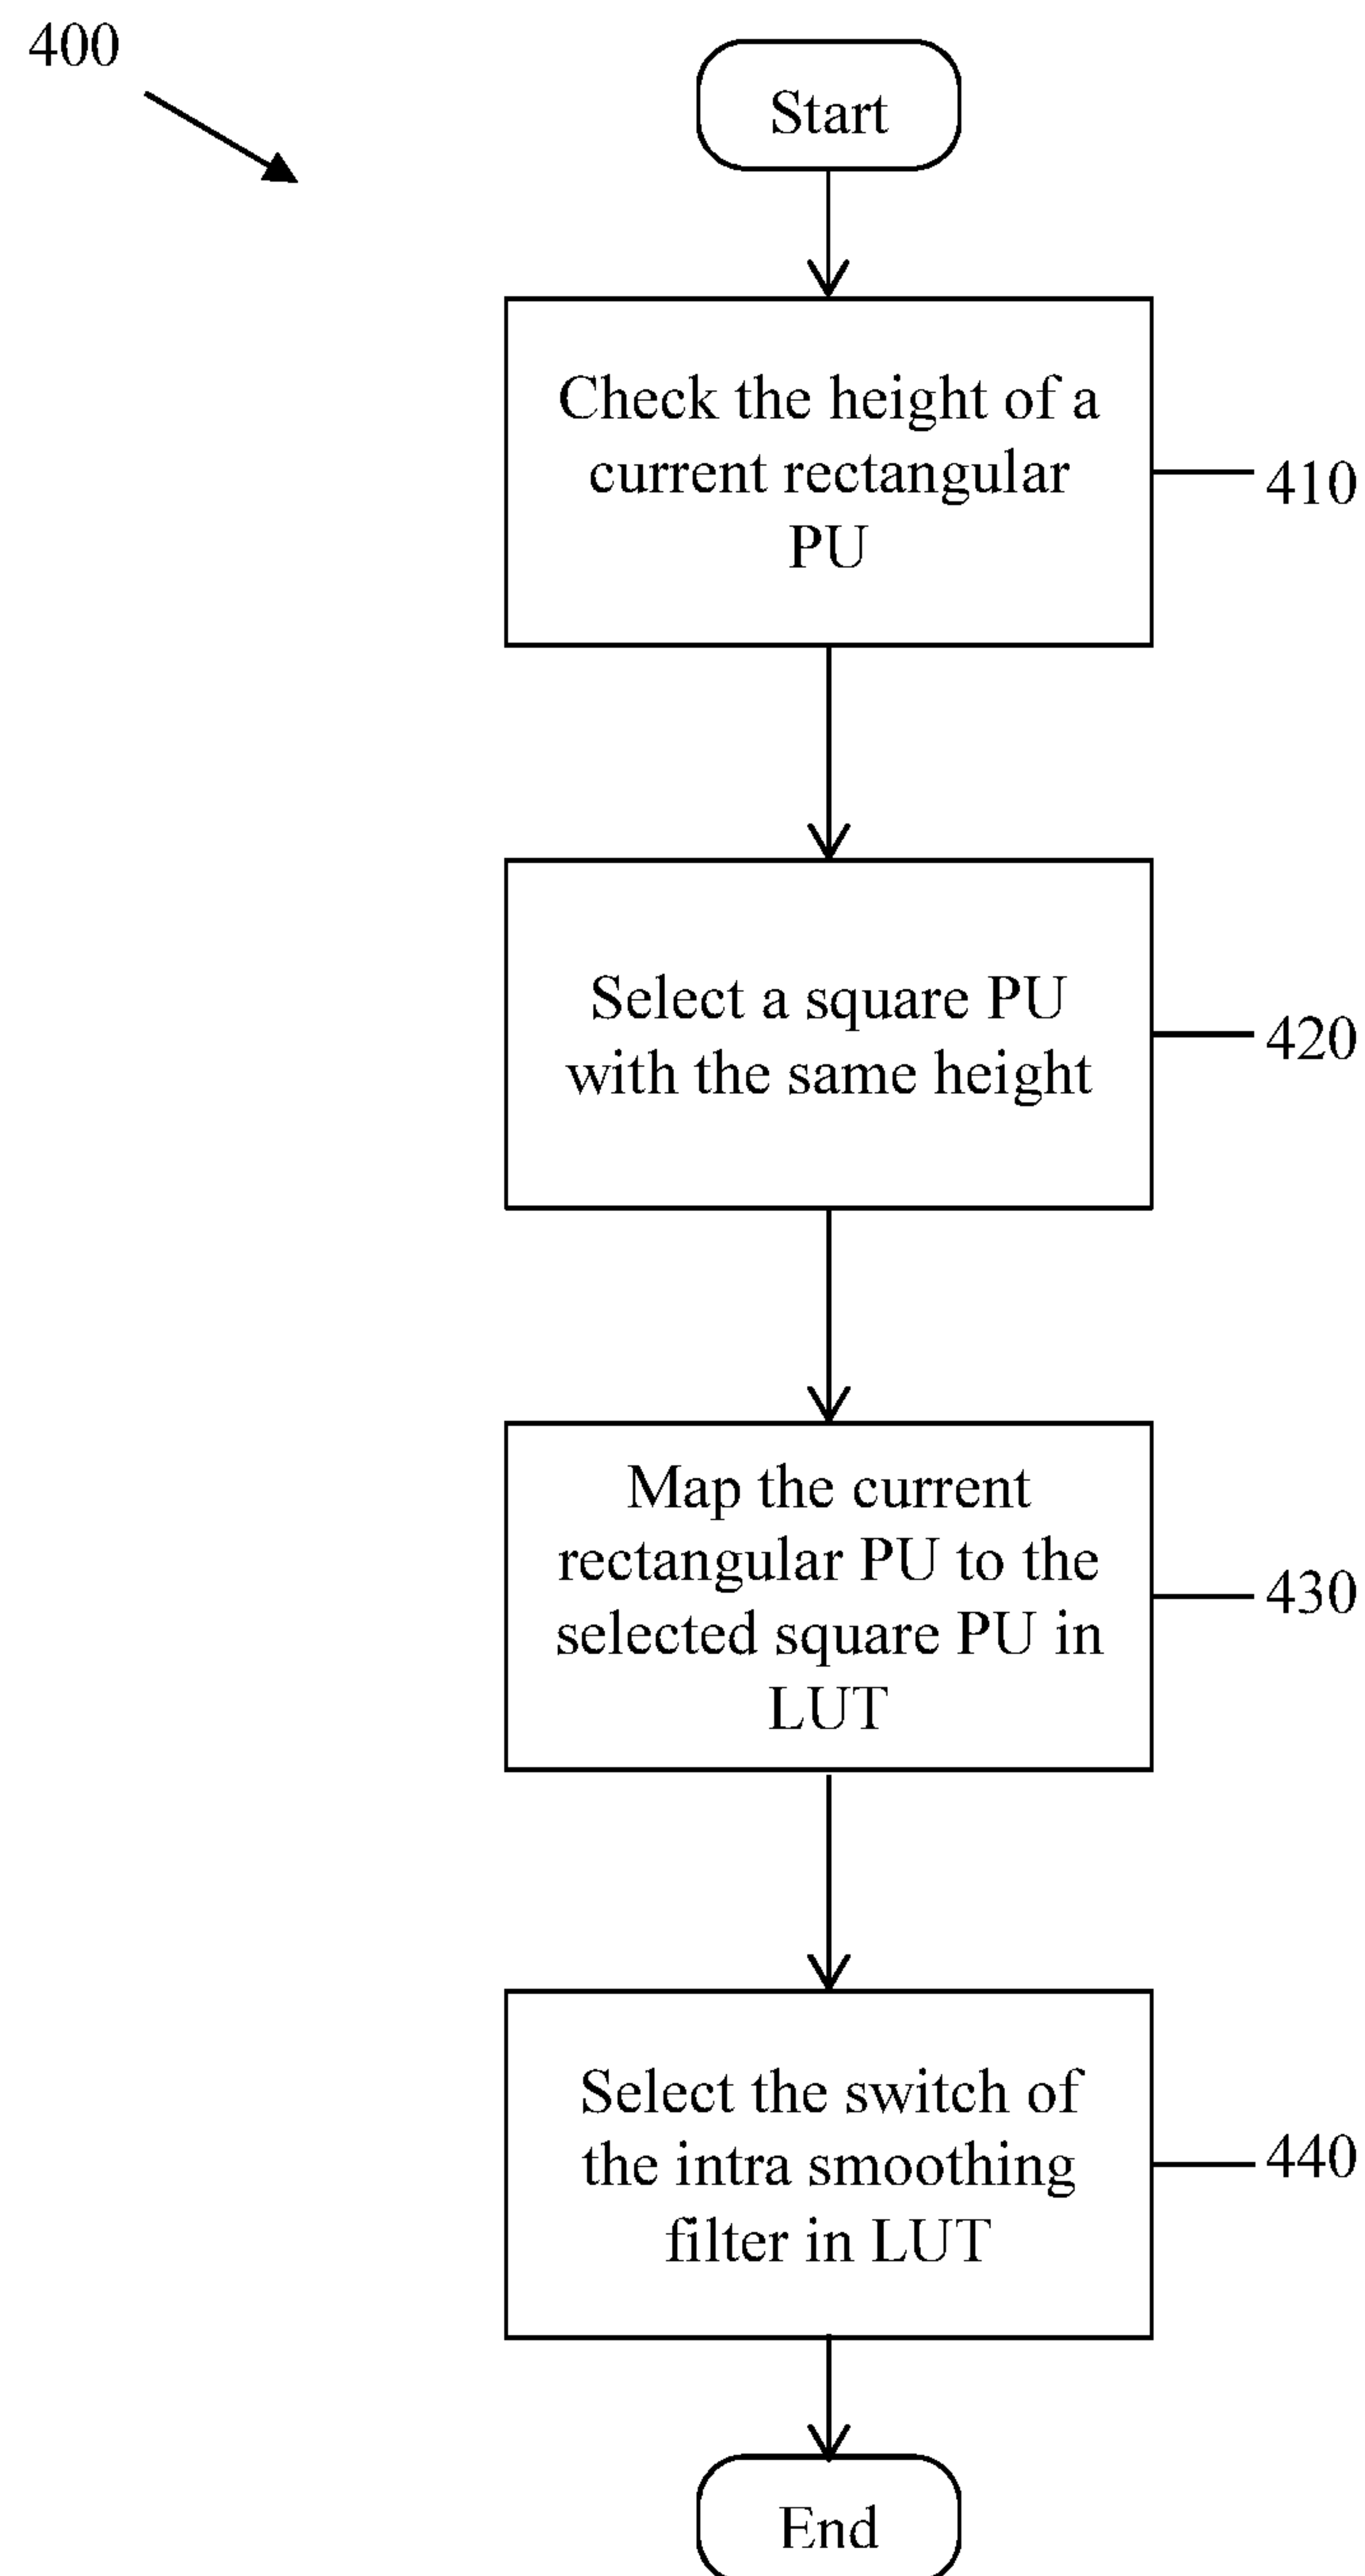 400
Start
Check the height of a
current rectangular
PU
410
Select a square PU
with the same height
420
Map the current
rectangular PU to the
selected square PU in
LUT
430
Select the switch of
the intra smoothing
filter in LUT
440
End